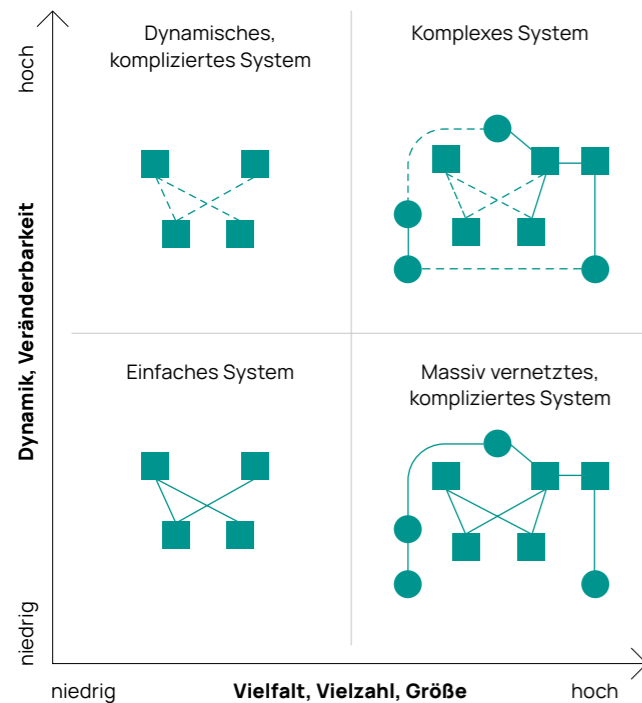 Dynamisches,
kompliziertes System
Komplexes System
hoch
Dynamik, Veränderbarkeit
Einfaches System
Massiv vernetztes,
kompliziertes System
niedrig
niedrig
Vielfalt, Vielzahl, Größe
hoch